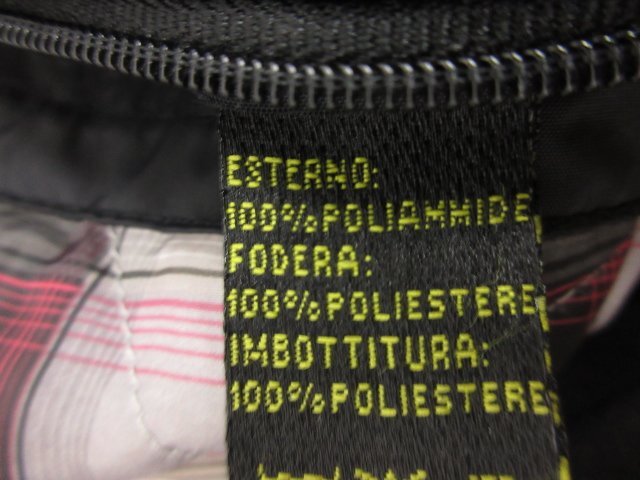 ESTERNO:
100%POLIAMMIDE
FODERA:
100%POLIESTERE
IMBOTTITURA:
100%POLIESTERE